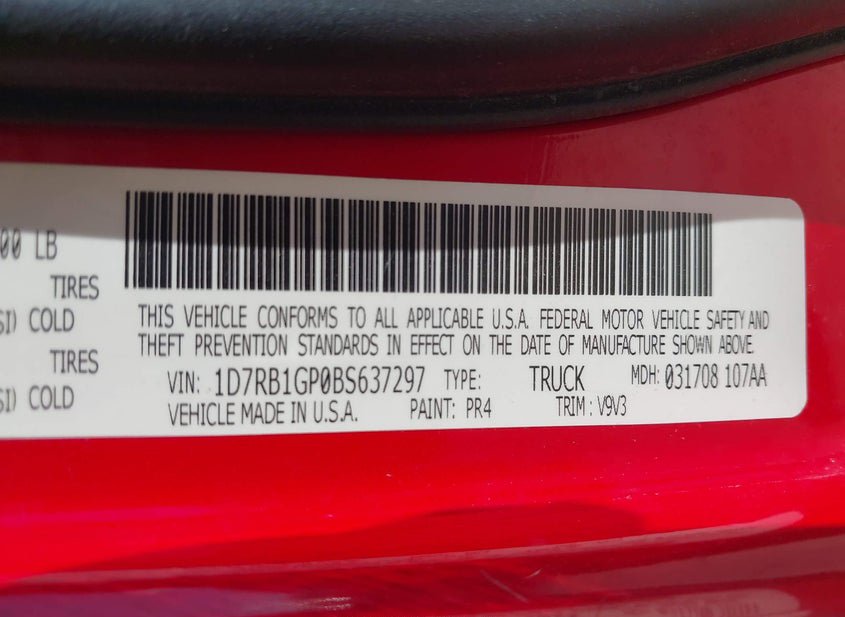 00 LB
TIRES
SI) COLD
TIRES
SI) COLD
THIS VEHICLE CONFORMS TO ALL APPLICABLE U.S.A. FEDERAL MOTOR VEHICLE SAFETY AND
THEFT PREVENTION STANDARDS IN EFFECT ON THE DATE OF MANUFACTURE SHOWN ABOVE.
VIN: 1D7RB1GP0BS637297 TYPE: TRUCK MDH: 031708 107AA
VEHICLE MADE IN U.S.A. PAINT: PR4 TRIM : V9V3